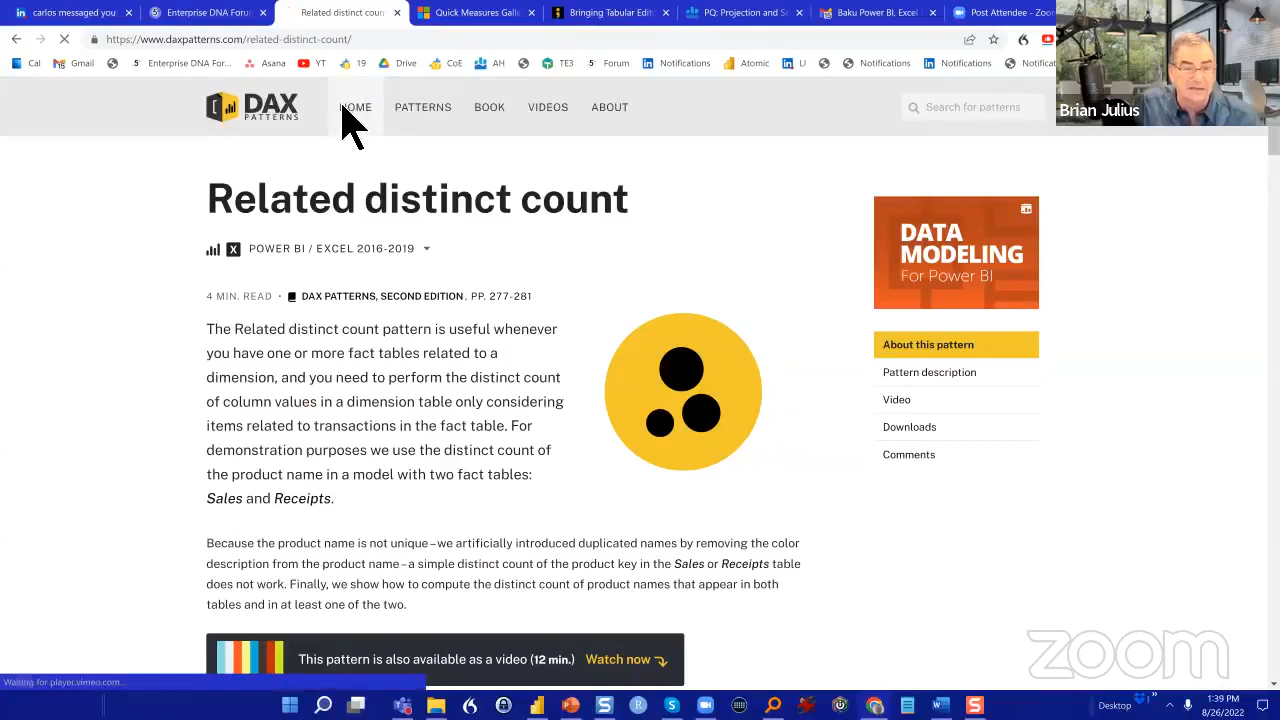 carlosmasajones saved you
Enterprise DNA Forum
Related distinct count
Quick Measures Galle
Bringing Tabular Editor
PQ: Projection and Se
Baku Power BI, Excel
Post Attendee - Zoom
https://www.daxpatterns.com/related-distinct-count/
Cal
Gmail
Enterprise DNA For...
Asana
YT
19
Drive
CoE
AH
TE3
Forum
Notifications
Atomic
LI
Notifications
Notifications
Notifications
Notificatio
DAX
PATTERNS
HOME
PATTERNS
BOOK
VIDEOS
ABOUT
Search for patterns
Brian Julius
Related distinct count
X
POWER BI / EXCEL 2016-2019
4 MIN. READ • DAX PATTERNS, SECOND EDITION, PP. 277-281
The Related distinct count pattern is useful whenever
you have one or more fact tables related to a
dimension, and you need to perform the distinct count
of column values in a dimension table only considering
items related to transactions in the fact table. For
demonstration purposes we use the distinct count of
the product name in a model with two fact tables:
Sales and Receipts.
DATA
MODELING
For Power BI
About this pattern
Pattern description
Video
Downloads
Comments
Because the product name is not unique – we artificially introduced duplicated names by removing the color
description from the product name – a simple distinct count of the product key in the Sales or Receipts table
does not work. Finally, we show how to compute the distinct count of product names that appear in both
tables and in at least one of the two.
This pattern is also available as a video (12 min.) Watch now
zoom
Waiting for player.vimeo.com...
Desktop
1:39 PM
8/26/2022